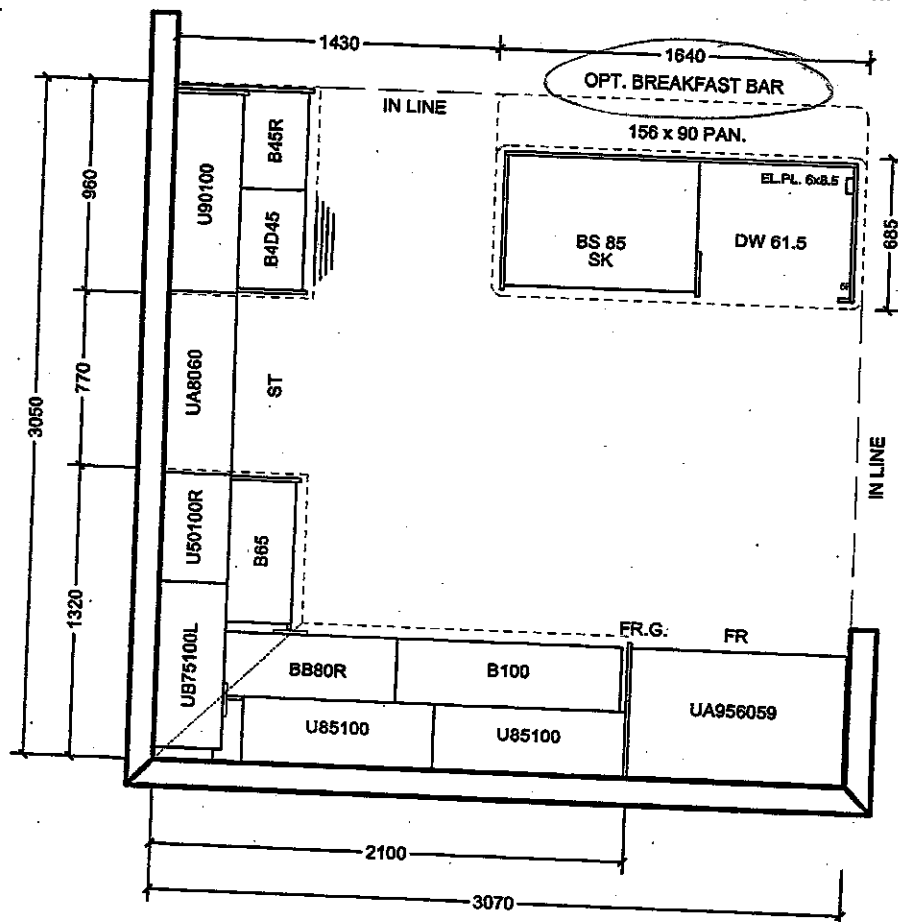 1430
1640
OPT. BREAKFAST BAR
IN LINE
156 x 90 PAN.
EL.PL. 6x8.5
960
U90100
B45R
B4D45
BS 85
SK
DW 61.5
685
3050
770
UA8060
ST
IN LINE
1320
U50100R
B65
UB75100L
FR.G.
FR
BB80R
B100
U85100
U85100
UA956059
2100
3070